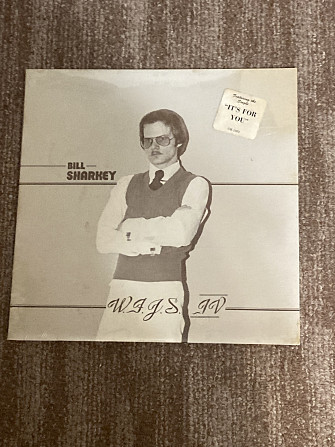 Featuring the
Single
"IT'S FOR
YOU"
BILL
SHARKEY
W.F.J.S. IV